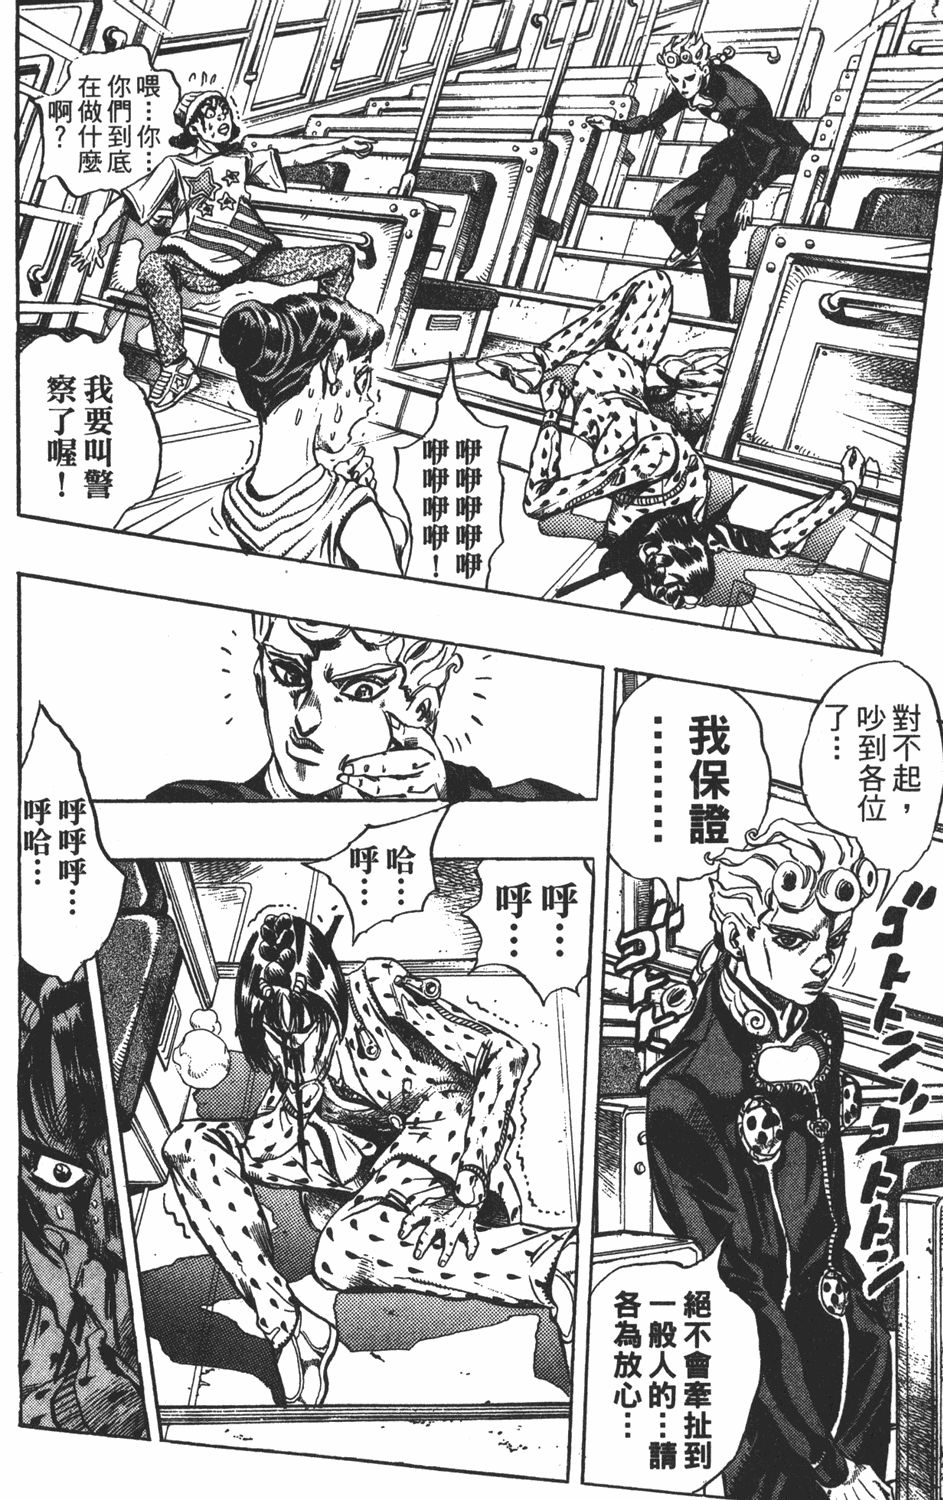 喂…你…
你們到底
在做什麼
啊？
我要叫警
察了喔！
咿咿咿咿咿
咿咿咿咿！
對不起，
吵到各位
了…
我保證
………
ゴトトトン
ゴトトトン
絕不會牽扯到
一般人的…請
各為放心…
呼…
呼…
哈…
呼…
呼呼呼…
呼哈…